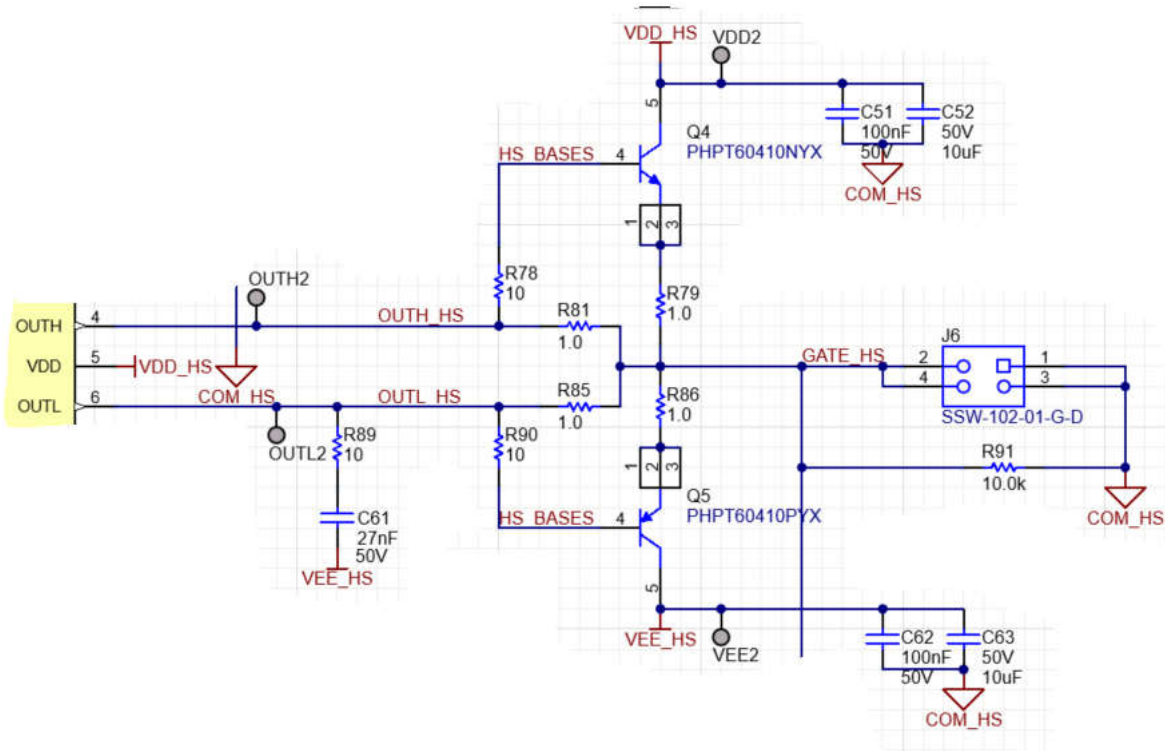 VDD_HS
VDD2
5
C51
100nF
50V
C52
50V
10uF
Q4
PHPT60410NYX
HS_BASES
4
COM_HS
1
2
3
OUTH2
R78
10
R79
1.0
OUTH
4
OUTH_HS
R81
1.0
VDD
5
VDD_HS
GATE_HS
J6
2
1
4
3
SSW-102-01-G-D
OUTL
6
COM_HS
OUTL_HS
R85
1.0
R86
1.0
OUTL2
R89
10
R90
10
1
2
3
R91
10.0k
COM_HS
Q5
PHPT60410PYX
HS_BASES
4
C61
27nF
50V
VEE_HS
5
VEE_HS
VEE2
C62
100nF
50V
C63
50V
10uF
COM_HS